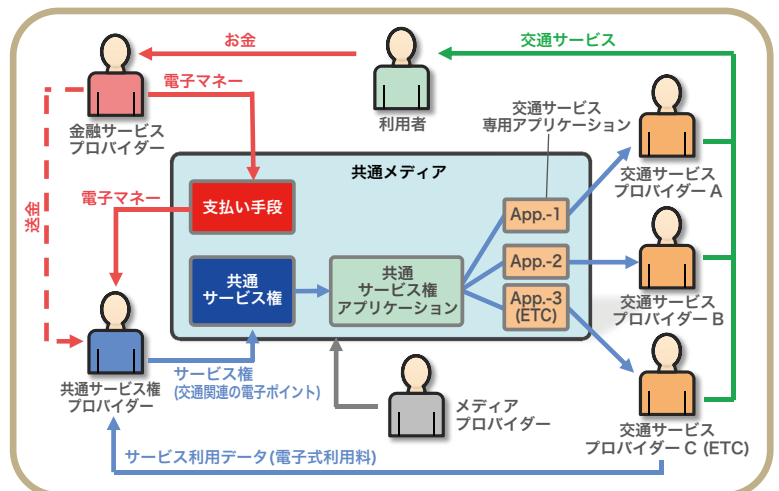 お金
交通サービス
電子マネー
金融サービス
プロバイダー
利用者
交通サービス
専用アプリケーション
交通サービス
プロバイダー A
共通メディア
送金
電子マネー
支払い手段
App.-1
共通
サービス権
共通
サービス権
アプリケーション
App.-2
App.-3
(ETC)
交通サービス
プロバイダー B
共通サービス権
プロバイダー
サービス権
(交通関連の電子ポイント)
メディア
プロバイダー
交通サービス
プロバイダー C (ETC)
サービス利用データ(電子式利用料)